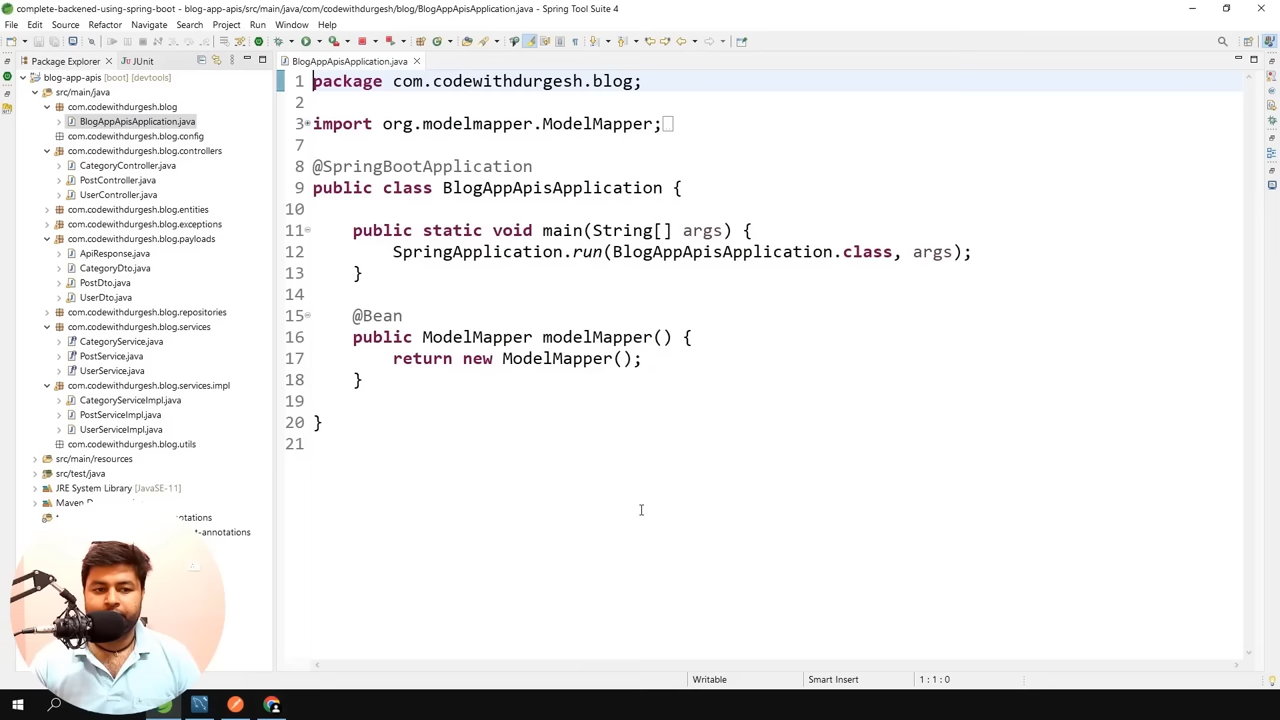 complete-backened-using-spring-boot - blog-app-apis/src/main/java/com/codewithdurgesh/blog/BlogAppApisApplication.java - Spring Tool Suite 4
File Edit Source Refactor Navigate Search Project Run Window Help
Package Explorer
JUnit
blog-app-apis [boot] [devtools]
src/main/java
com.codewithdurgesh.blog
BlogAppApisApplication.java
com.codewithdurgesh.blog.config
com.codewithdurgesh.blog.controllers
CategoryController.java
PostController.java
UserController.java
com.codewithdurgesh.blog.entities
com.codewithdurgesh.blog.exceptions
com.codewithdurgesh.blog.payloads
ApiResponse.java
CategoryDto.java
PostDto.java
UserDto.java
com.codewithdurgesh.blog.repositories
com.codewithdurgesh.blog.services
CategoryService.java
PostService.java
UserService.java
com.codewithdurgesh.blog.services.impl
CategoryServiceImpl.java
PostServiceImpl.java
UserServiceImpl.java
com.codewithdurgesh.blog.utils
src/main/resources
src/test/java
JRE System Library [JavaSE-11]
Maven
BlogAppApisApplication.java
1 package com.codewithdurgesh.blog;
2
3 import org.modelmapper.ModelMapper;
7
8 @SpringBootApplication
9 public class BlogAppApisApplication {
10
11 public static void main(String[] args) {
12 SpringApplication.run(BlogAppApisApplication.class, args);
13 }
14
15 @Bean
16 public ModelMapper modelMapper() {
17 return new ModelMapper();
18 }
19
20 }
21
Writable
Smart Insert
1 : 1 : 0